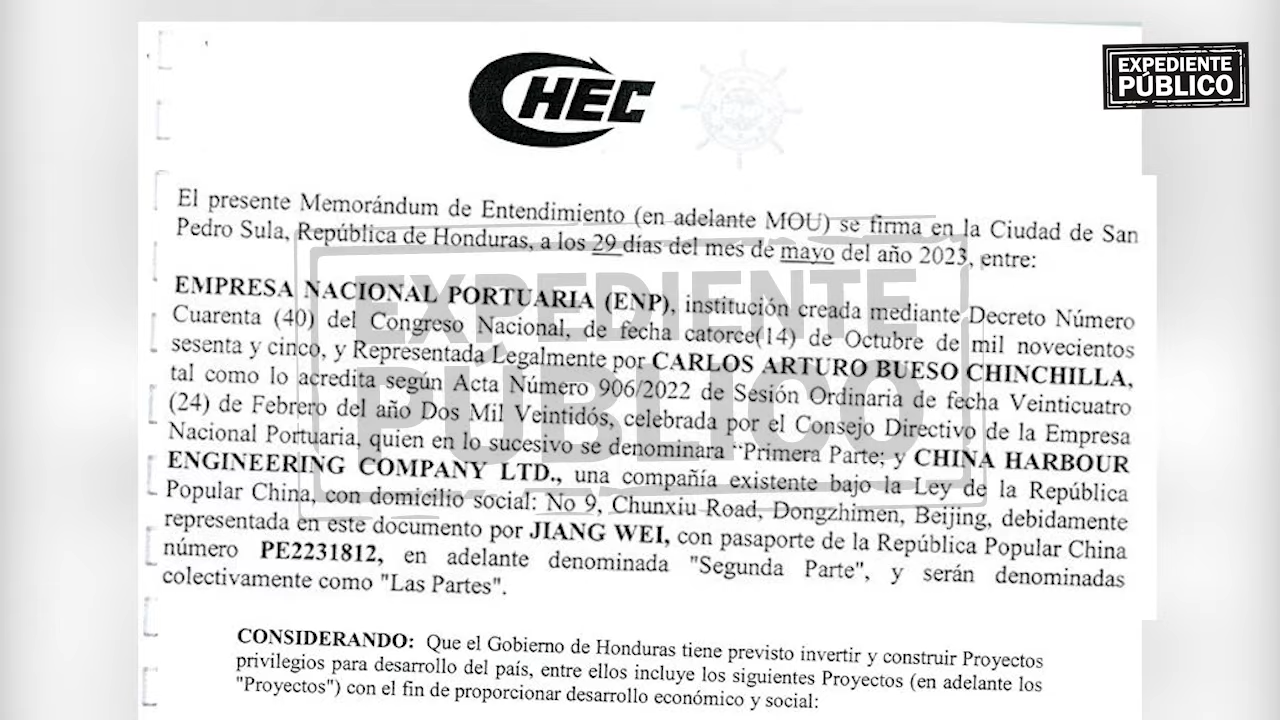 CHEC
EXPEDIENTE
PÚBLICO
El presente Memorándum de Entendimiento (en adelante MOU) se firma en la Ciudad de San
Pedro Sula, República de Honduras, a los 29 días del mes de mayo del año 2023, entre:
EMPRESA NACIONAL PORTUARIA (ENP), institución creada mediante Decreto Número
Cuarenta (40) del Congreso Nacional, de fecha catorce(14) de Octubre de mil novecientos
sesenta y cinco, y Representada Legalmente por CARLOS ARTURO BUESO CHINCHILLA,
tal como lo acredita según Acta Número 906/2022 de Sesión Ordinaria de fecha Veinticuatro
(24) de Febrero del año Dos Mil Veintidós, celebrada por el Consejo Directivo de la Empresa
Nacional Portuaria, quien en lo sucesivo se denominara "Primera Parte; y CHINA HARBOUR
ENGINEERING COMPANY LTD., una compañía existente bajo la Ley de la República
Popular China, con domicilio social: No 9, Chunxiu Road, Dongzhimen, Beijing, debidamente
representada en este documento por JIANG WEI, con pasaporte de la República Popular China
número PE2231812, en adelante denominada "Segunda Parte", y serán denominadas
colectivamente como "Las Partes".
EXPEDIENTE
PÚBLICO
CONSIDERANDO: Que el Gobierno de Honduras tiene previsto invertir y construir Proyectos
privilegios para desarrollo del país, entre ellos incluye los siguientes Proyectos (en adelante los
"Proyectos") con el fin de proporcionar desarrollo económico y social: